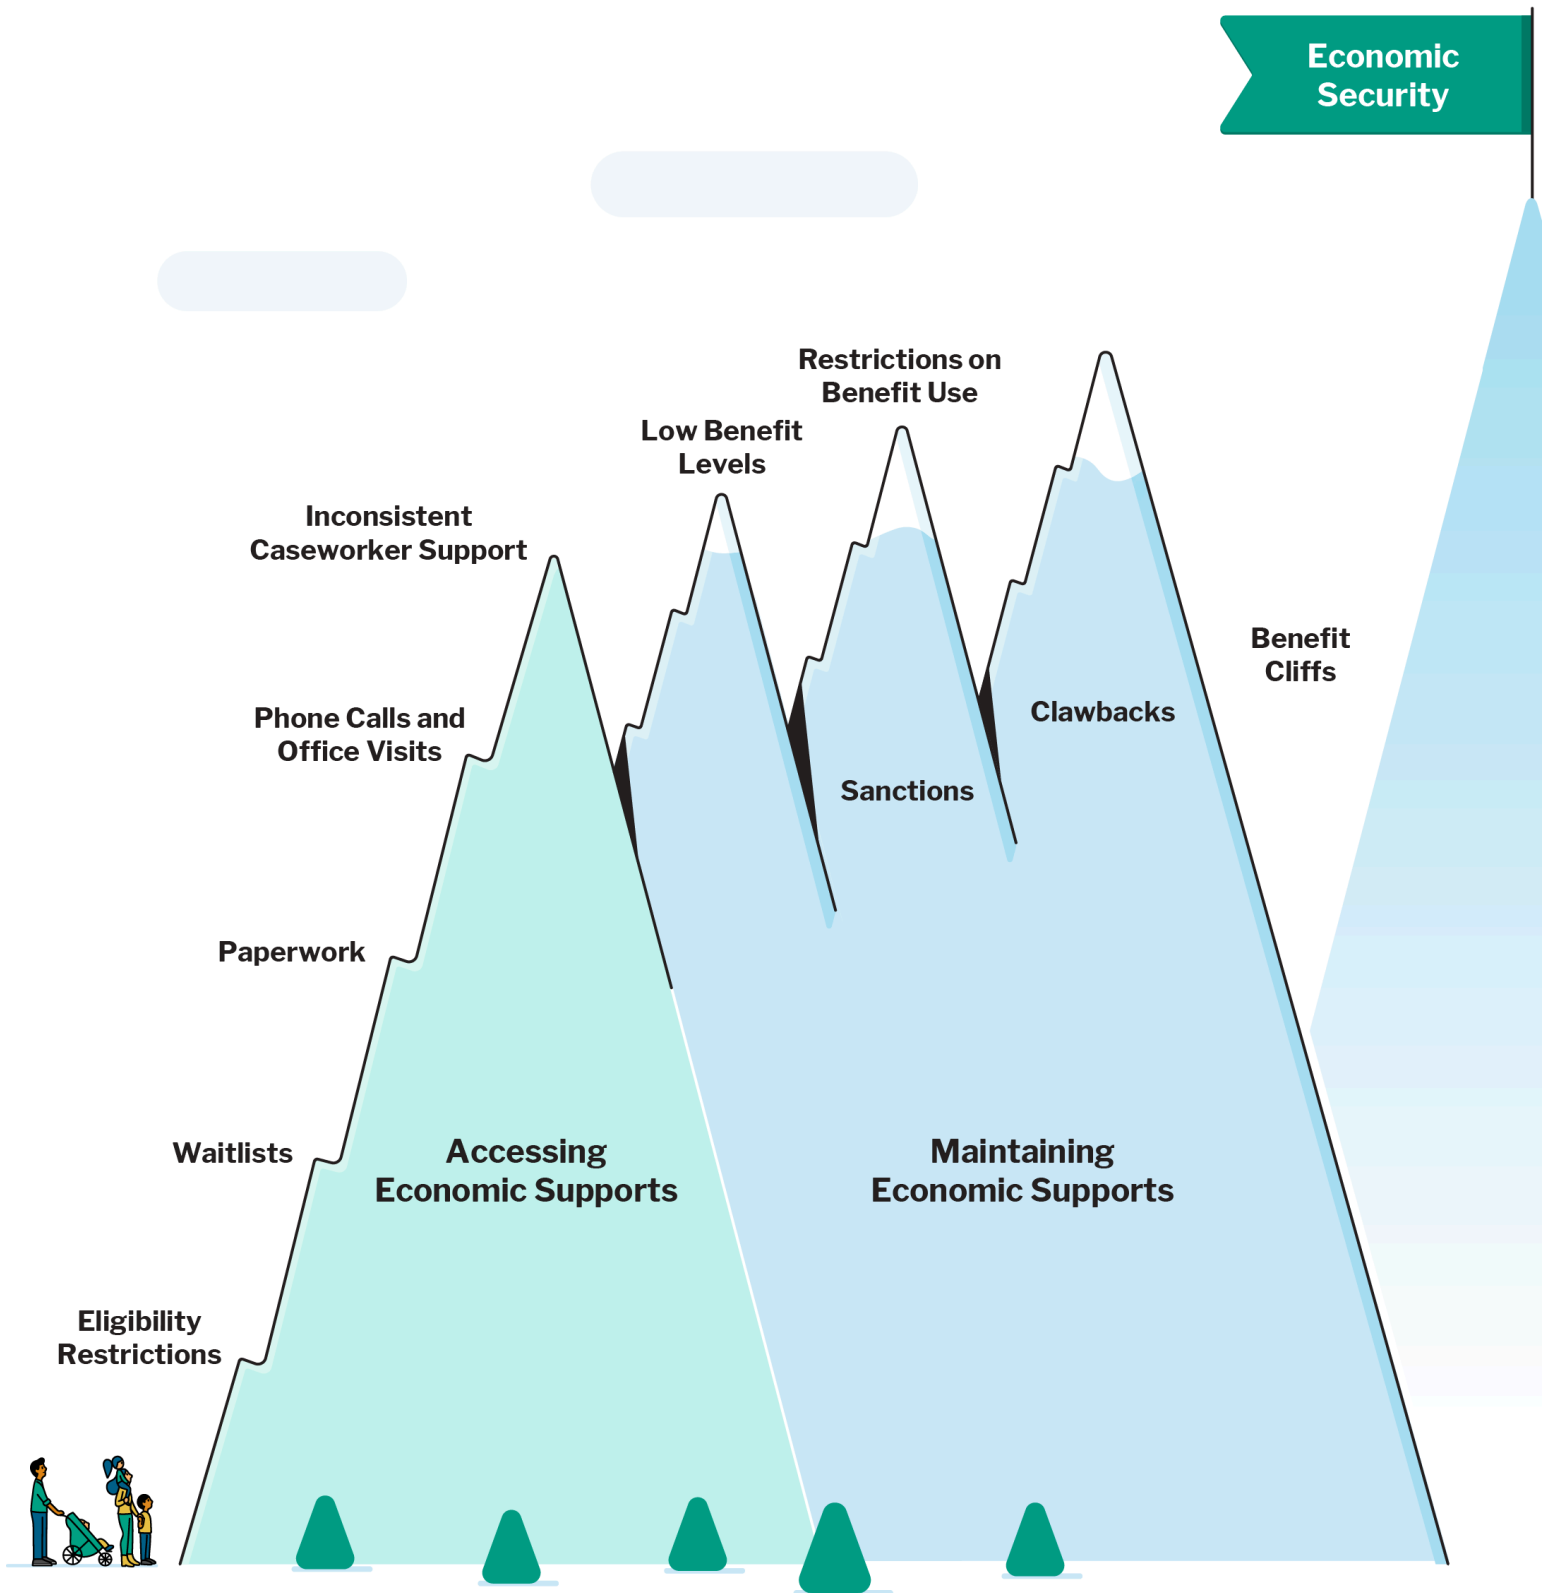 Economic
Security
Restrictions on
Benefit Use
Low Benefit
Levels
Inconsistent
Caseworker Support
Benefit
Cliffs
Clawbacks
Phone Calls and
Office Visits
Sanctions
Paperwork
Waitlists
Accessing
Economic Supports
Maintaining
Economic Supports
Eligibility
Restrictions